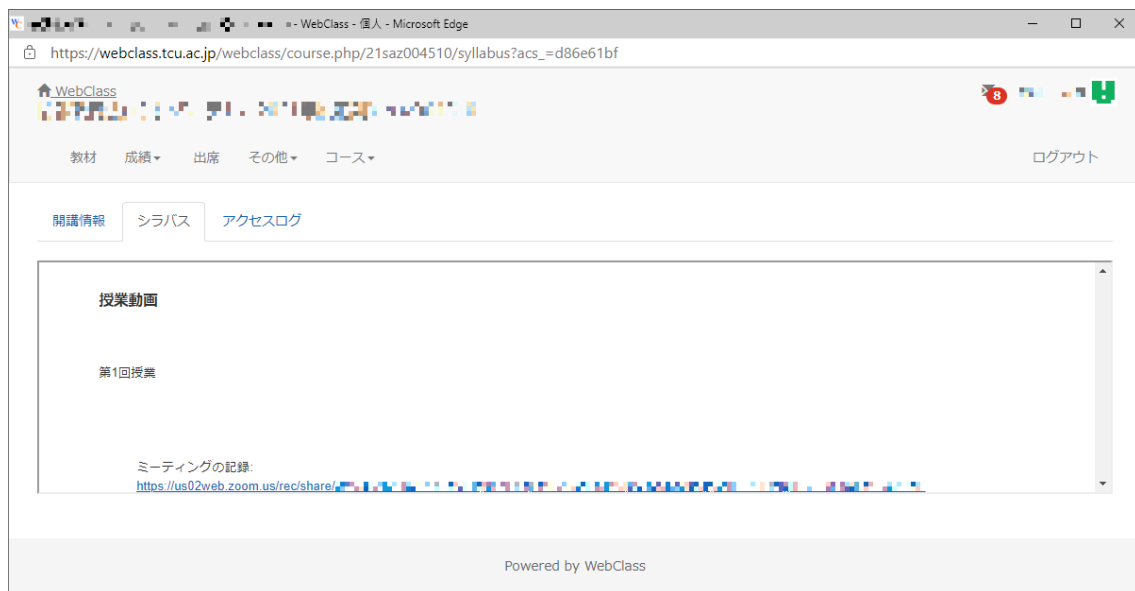 - WebClass - 個人 - Microsoft Edge
https://webclass.tcu.ac.jp/webclass/course.php/21saz004510/syllabus?acs_=d86e61bf
WebClass
8
教材 成績 出席 その他 コース ログアウト
開講情報 シラバス アクセスログ
授業動画
第1回授業
ミーティングの記録:
https://us02web.zoom.us/rec/share/
Powered by WebClass